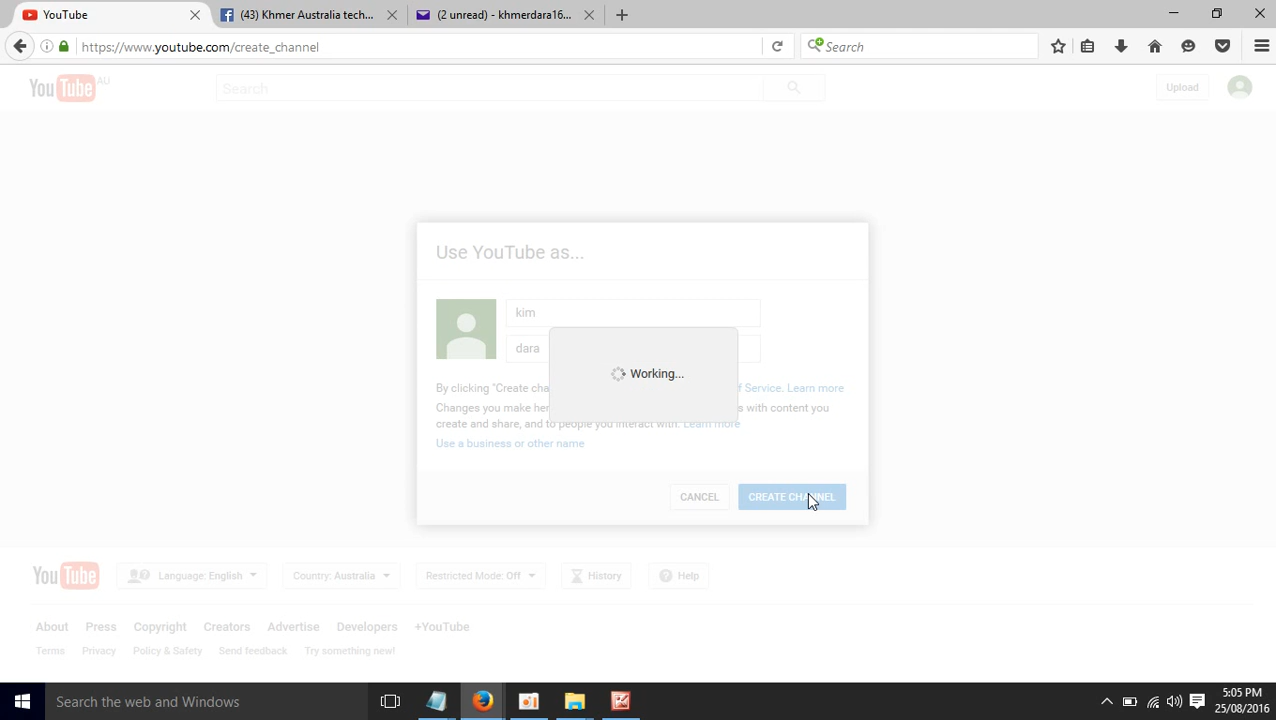 YouTube
(43) Khmer Australia tech...
(2 unread) - khmerdara16...
https://www.youtube.com/create_channel
Search
YouTube AU
Search
Upload
Use YouTube as...
kim
dara
Working...
By clicking "Create cha
f Service. Learn more
Changes you make her
s with content you
create and share, and to people you interact with. Learn more
Use a business or other name
CANCEL
CREATE CHANNEL
YouTube
Language: English
Country: Australia
Restricted Mode: Off
History
Help
About Press Copyright Creators Advertise Developers +YouTube
Terms Privacy Policy & Safety Send feedback Try something new!
Search the web and Windows
5:05 PM
25/08/2016